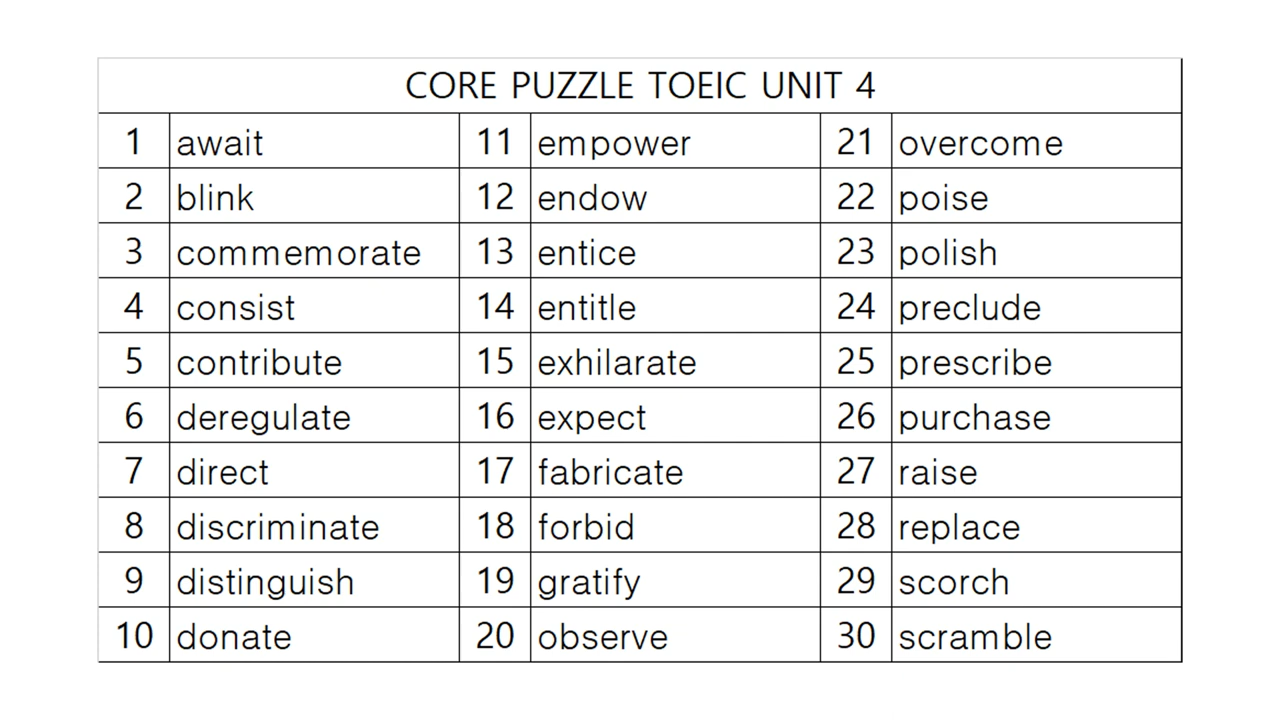 CORE PUZZLE TOEIC UNIT 4
1 await 11 empower 21 overcome
2 blink 12 endow 22 poise
3 commemorate 13 entice 23 polish
4 consist 14 entitle 24 preclude
5 contribute 15 exhilarate 25 prescribe
6 deregulate 16 expect 26 purchase
7 direct 17 fabricate 27 raise
8 discriminate 18 forbid 28 replace
9 distinguish 19 gratify 29 scorch
10 donate 20 observe 30 scramble